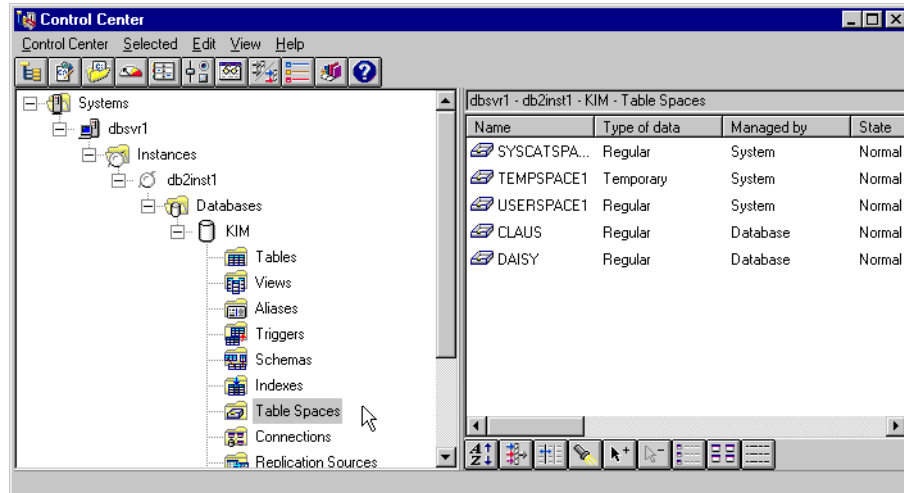 Control Center
Control Center Selected Edit View Help
Systems
dbsvr1
Instances
db2inst1
Databases
KIM
Tables
Views
Aliases
Triggers
Schemas
Indexes
Table Spaces
Connections
Replication Sources
dbsvr1 - db2inst1 - KIM - Table Spaces
Name Type of data Managed by State
SYSCATSPA... Regular System Normal
TEMPSPACE1 Temporary System Normal
USERSPACE1 Regular System Normal
CLAUS Regular Database Normal
DAISY Regular Database Normal